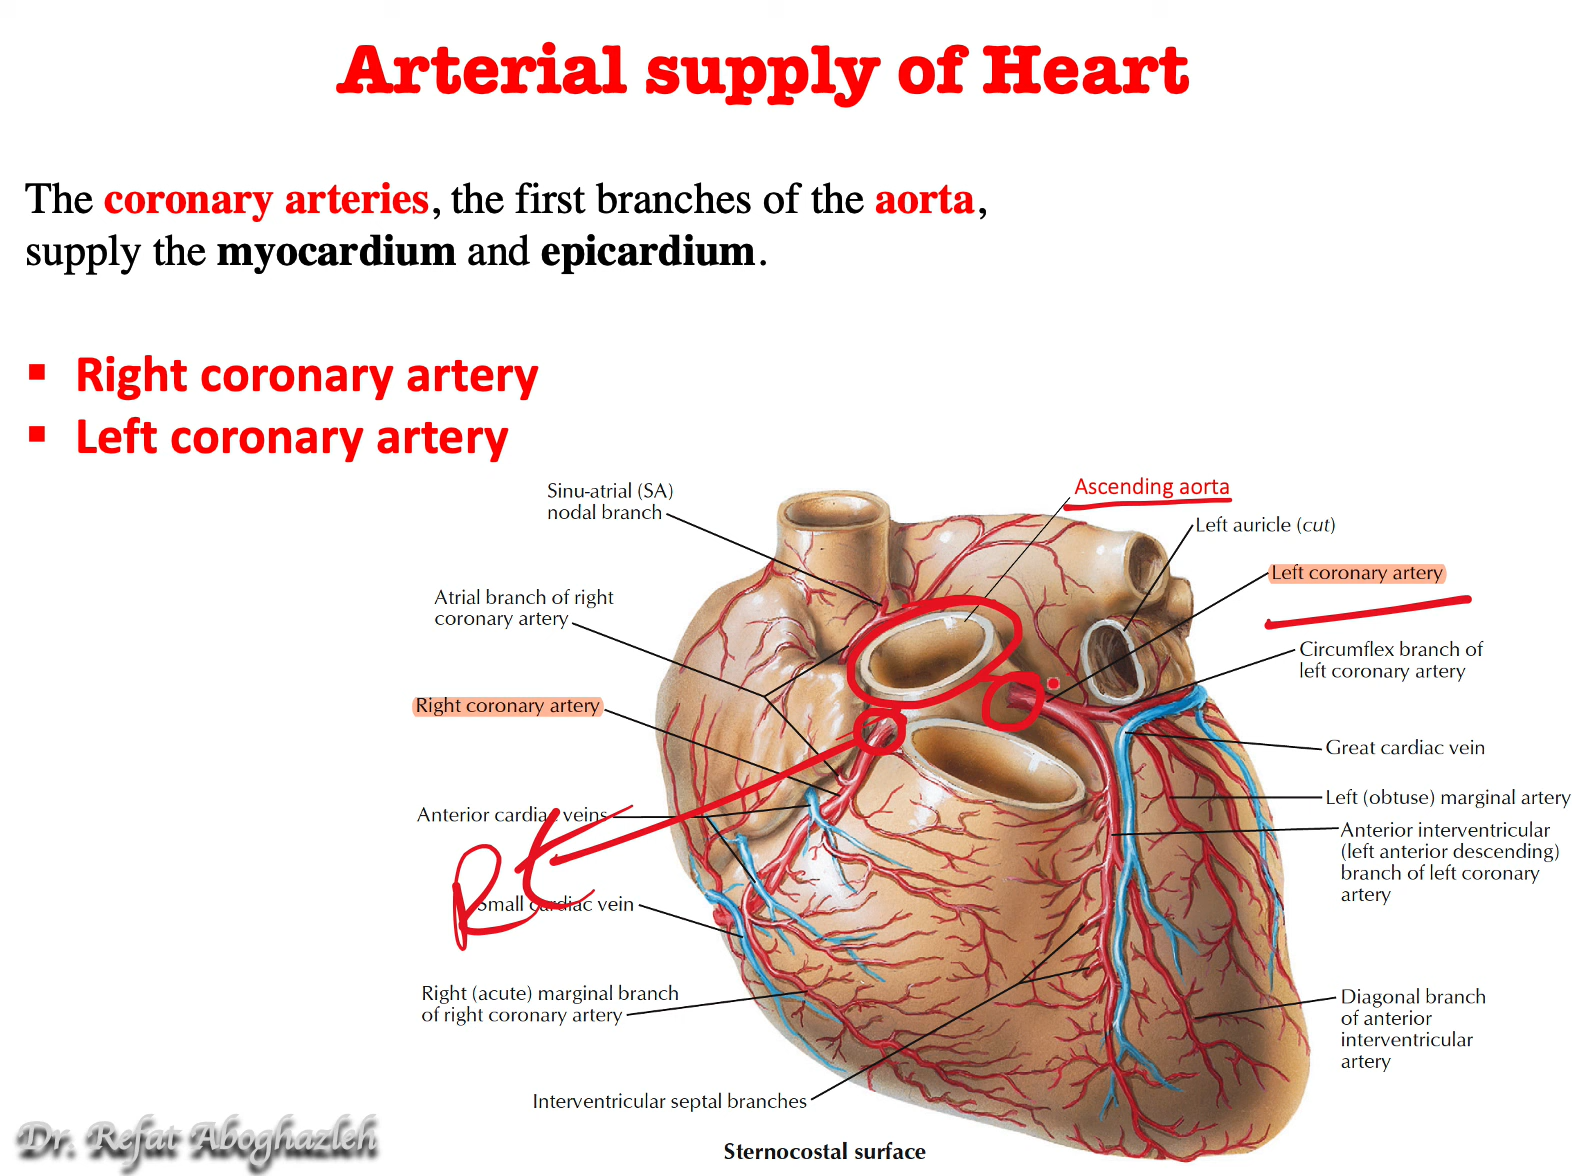 Arterial supply of Heart
The coronary arteries, the first branches of the aorta,
supply the myocardium and epicardium.
▪ Right coronary artery
▪ Left coronary artery
Sinu-atrial (SA)
nodal branch
Ascending aorta
Left auricle (cut)
Left coronary artery
Atrial branch of right
coronary artery
Circumflex branch of
left coronary artery
Right coronary artery
Great cardiac vein
Left (obtuse) marginal artery
Anterior cardiac veins
Anterior interventricular
(left anterior descending)
branch of left coronary
artery
Small cardiac vein
Right (acute) marginal branch
of right coronary artery
Diagonal branch
of anterior
interventricular
artery
Interventricular septal branches
Sternocostal surface
Dr. Refat Aboghazleh